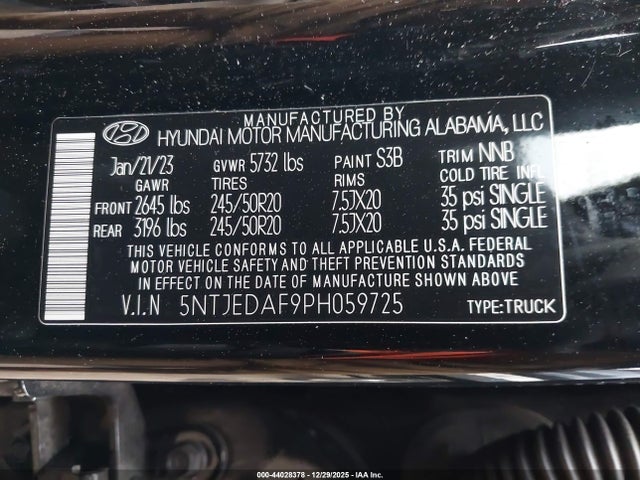 MANUFACTURED BY
HYUNDAI MOTOR MANUFACTURING ALABAMA, LLC
Jan/21/23 GVWR 5732 lbs PAINT S3B TRIM NNB
GAWR TIRES RIMS COLD TIRE INFL
FRONT 2645 lbs 245/50R20 7.5JX20 35 psi SINGLE
REAR 3196 lbs 245/50R20 7.5JX20 35 psi SINGLE
THIS VEHICLE CONFORMS TO ALL APPLICABLE U.S.A. FEDERAL
MOTOR VEHICLE SAFETY AND THEFT PREVENTION STANDARDS
IN EFFECT ON THE DATE OF MANUFACTURE SHOWN ABOVE
V.I.N 5NTJEDAF9PH059725 TYPE:TRUCK
000-44028378 - 12/29/2025 - IAA Inc.